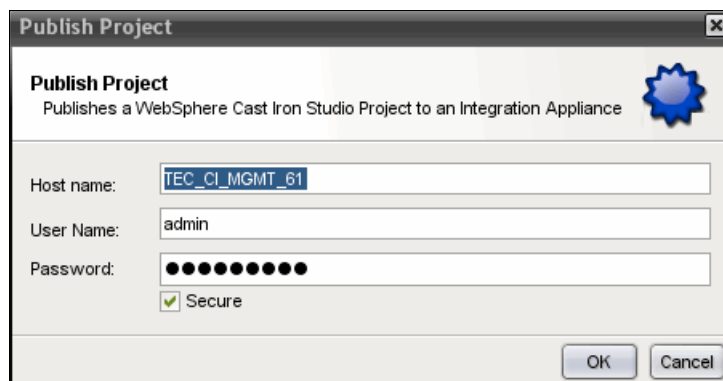 Publish Project
Publish Project
Publishes a WebSphere Cast Iron Studio Project to an Integration Appliance
Host name: TEC_CI_MGMT_61
User Name: admin
Password: ●●●●●●●●●
Secure
OK Cancel